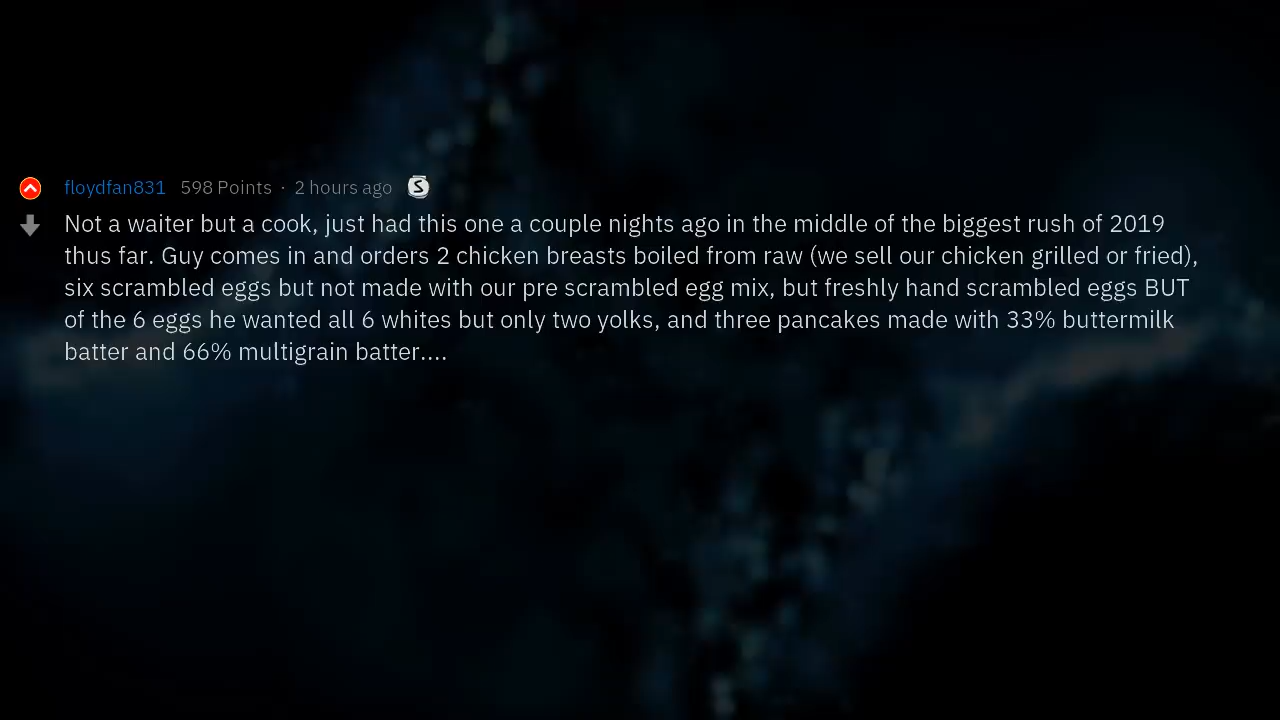 floydfan831 598 Points · 2 hours ago S
Not a waiter but a cook, just had this one a couple nights ago in the middle of the biggest rush of 2019
thus far. Guy comes in and orders 2 chicken breasts boiled from raw (we sell our chicken grilled or fried),
six scrambled eggs but not made with our pre scrambled egg mix, but freshly hand scrambled eggs BUT
of the 6 eggs he wanted all 6 whites but only two yolks, and three pancakes made with 33% buttermilk
batter and 66% multigrain batter....